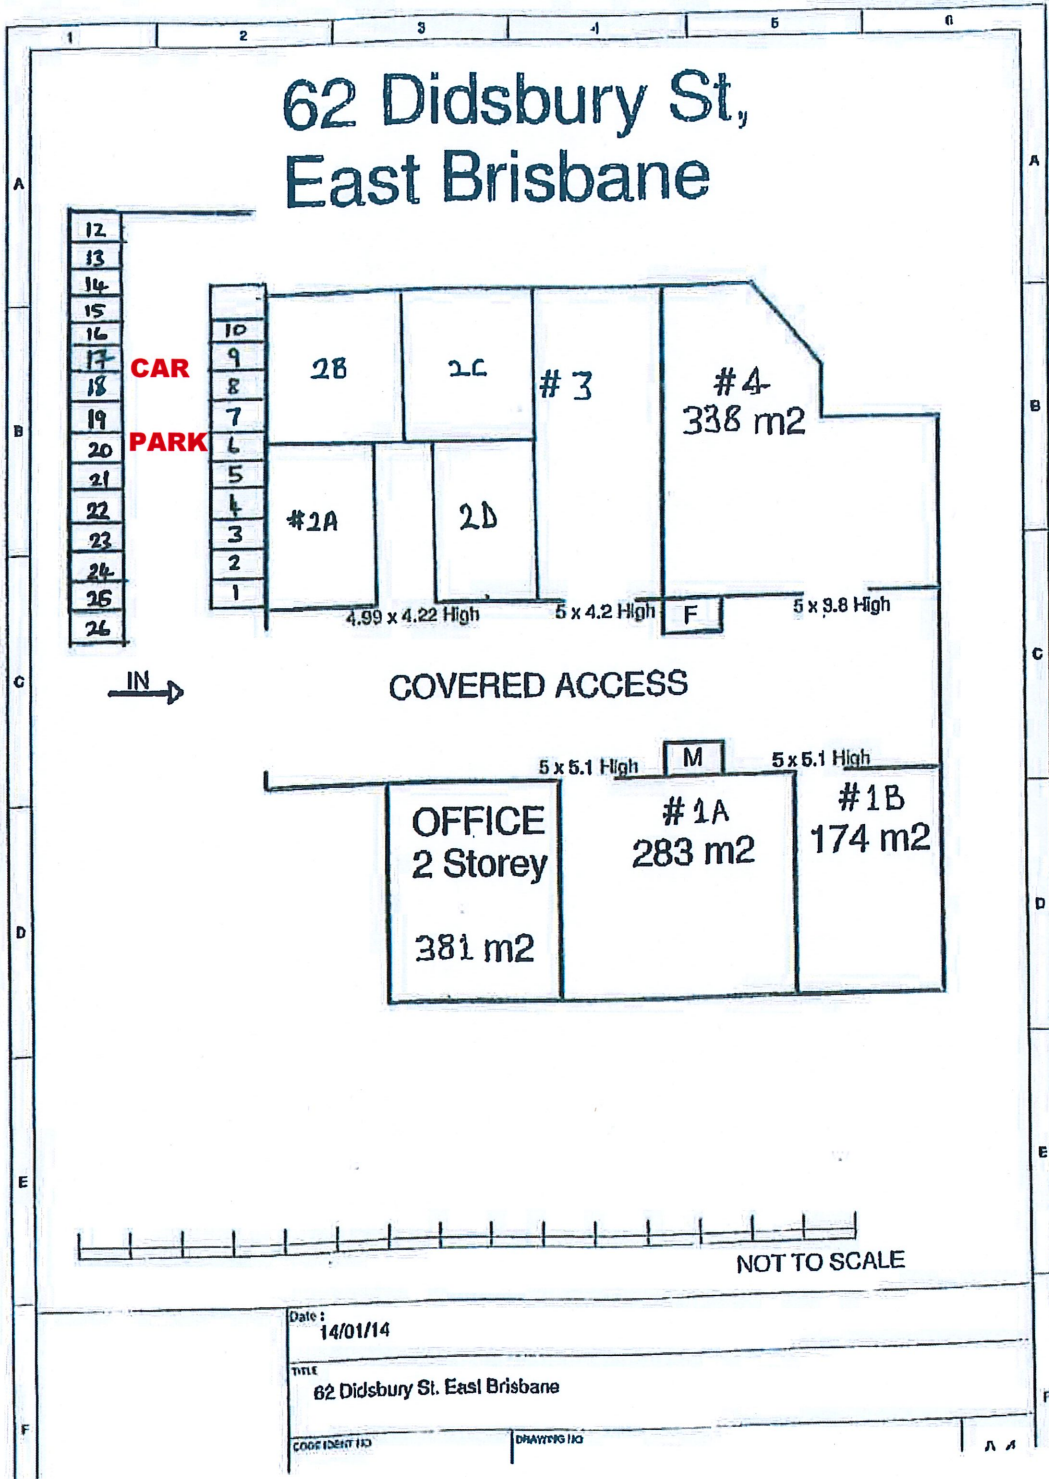 1 2 3 4 5 6
62 Didsbury St,
East Brisbane
A A
12
13
14
15
16
17
18
19
20
21
22
23
24
25
26
CAR
PARK
10
9
8
7
6
5
4
3
2
1
2B
2C
# 3
# 4
338 m2
B B
#2A
2D
4.99 x 4.22 High
5 x 4.2 High
F
5 x 3.8 High
C C
IN
COVERED ACCESS
5 x 5.1 High
M
5 x 5.1 High
OFFICE
2 Storey
381 m2
# 1A
283 m2
# 1B
174 m2
D D
E E
NOT TO SCALE
Date :
14/01/14
TITLE
62 Didsbury St. East Brisbane
F F
CODE IDENT NO
DRAWING NO
A 4